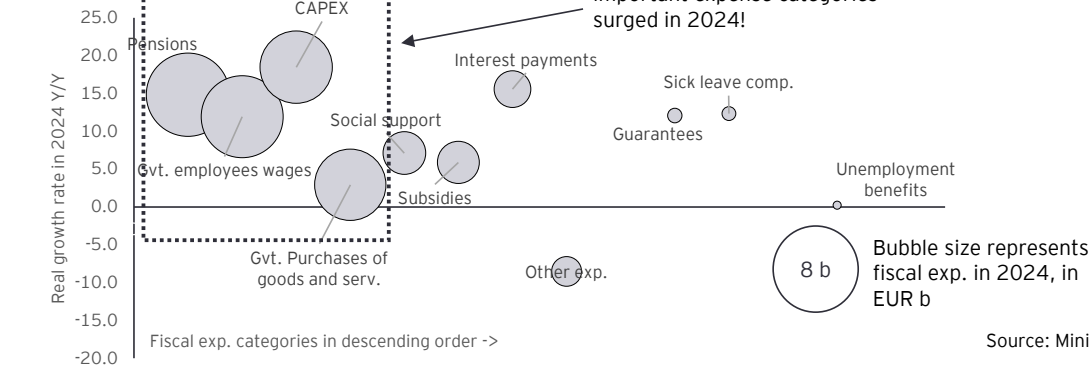 Important expense categories
surged in 2024!
CAPEX
25.0
Pensions
20.0
Interest payments
15.0
Sick leave comp.
Social support
10.0
Guarantees
Gvt. employees wages
5.0
Subsidies
Unemployment
benefits
0.0
-5.0
Gvt. Purchases of
goods and serv.
Other exp.
-10.0
8 b
Bubble size represents
fiscal exp. in 2024, in
EUR b
-15.0
Fiscal exp. categories in descending order ->
-20.0
Real growth rate in 2024 Y/Y
Source: Mini